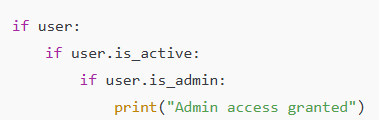 if user:
    if user.is_active:
        if user.is_admin:
            print("Admin access granted")